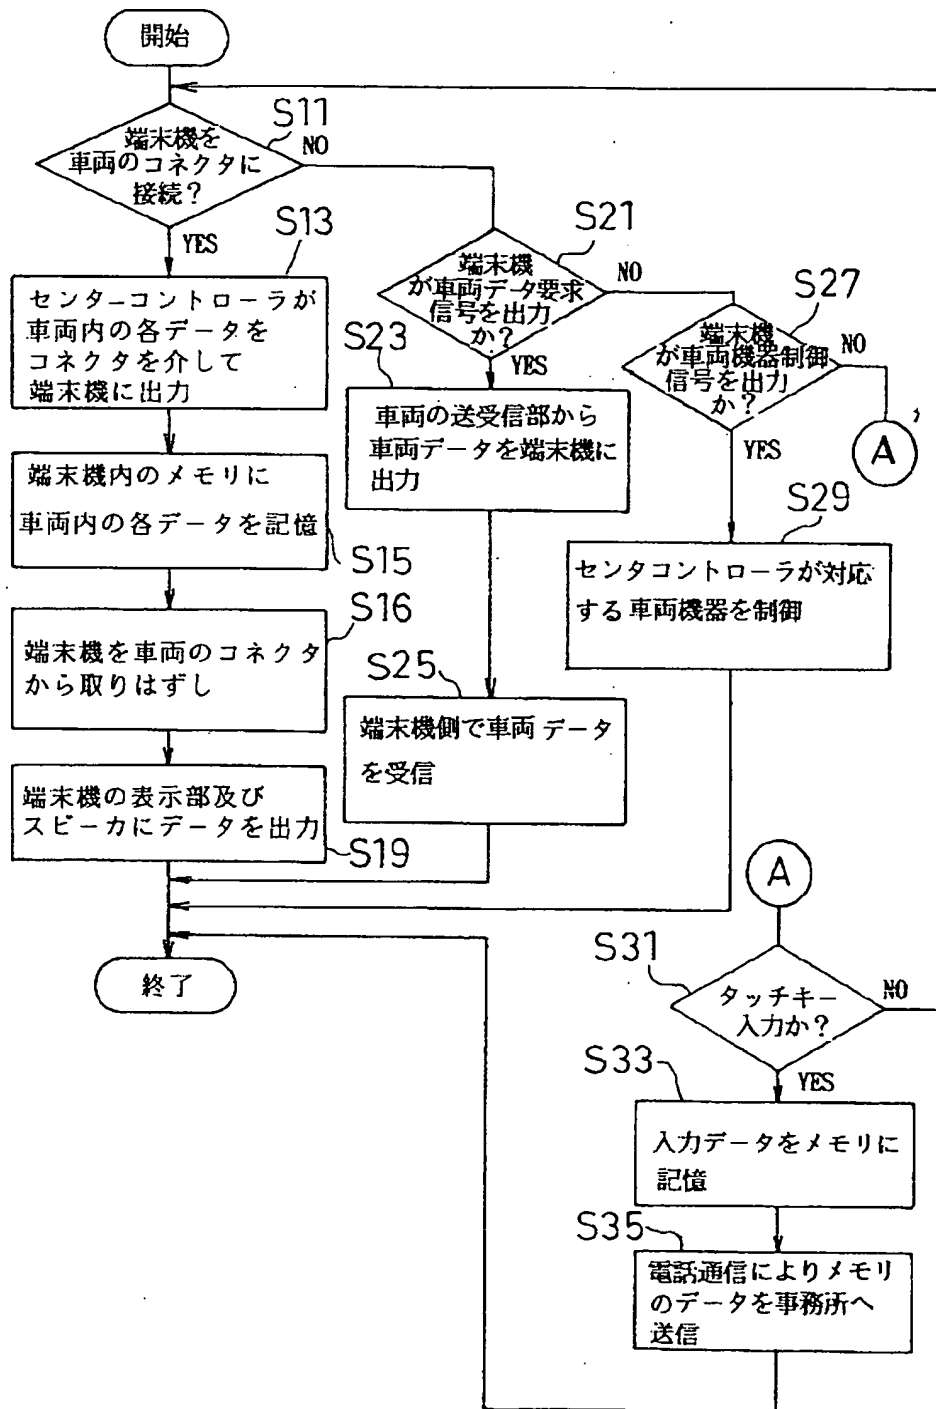 開始
S11
端末機を
車両のコネクタに
接続？
NO
YES
S13
センターコントローラが
車両内の各データを
コネクタを介して
端末機に出力
端末機内のメモリに
車両内の各データを記憶
S15
S16
端末機を車両のコネクタ
から取りはずし
端末機の表示部及び
スピーカにデータを出力
S19
終了
S21
端末機
が車両データ要求
信号を出力
か？
NO
YES
S23
車両の送受信部から
車両データを端末機に
出力
S25
端末機側で車両データ
を受信
S27
端末機
が車両機器制御
信号を出力
か？
NO
YES
A
S29
センタコントローラが対応
する車両機器を制御
A
S31
タッチキー
入力か？
NO
YES
S33
入力データをメモリに
記憶
S35
電話通信によりメモリ
のデータを事務所へ
送信